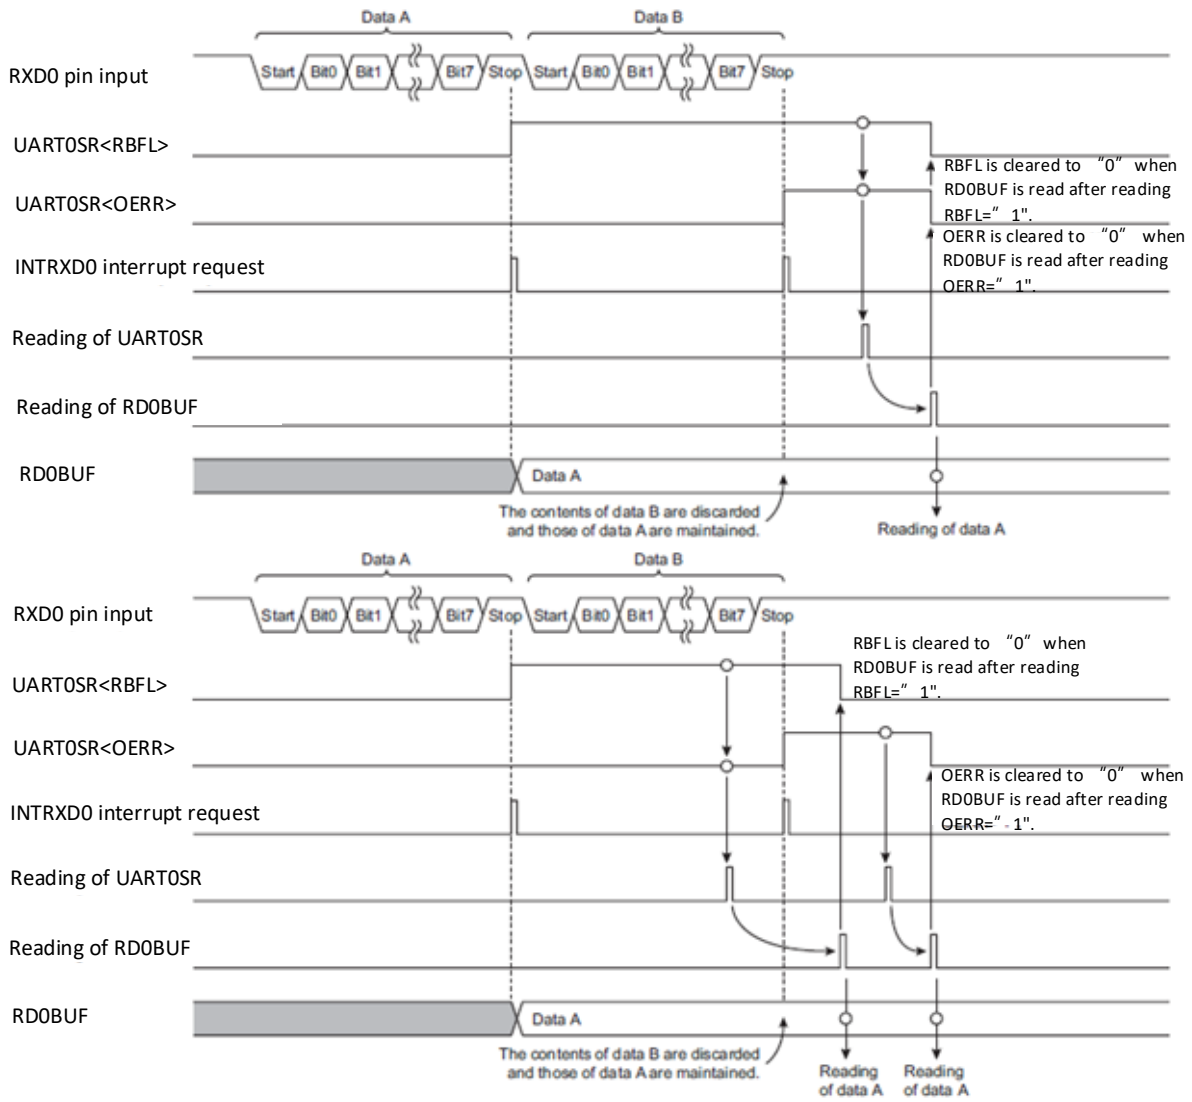 Data A
Data B
RXD0 pin input
Start Bit0 Bit1 Bit7 Stop Start Bit0 Bit1 Bit7 Stop
UART0SR<RBFL>
RBFL is cleared to “0” when
RD0BUF is read after reading
RBFL=”1".
UART0SR<OERR>
OERR is cleared to “0” when
RD0BUF is read after reading
OERR=”1".
INTRXD0 interrupt request
Reading of UART0SR
Reading of RD0BUF
RD0BUF
Data A
The contents of data B are discarded
and those of data A are maintained.
Reading of data A
Data A
Data B
RXD0 pin input
Start Bit0 Bit1 Bit7 Stop Start Bit0 Bit1 Bit7 Stop
RBFL is cleared to “0” when
RD0BUF is read after reading
RBFL=”1".
UART0SR<RBFL>
UART0SR<OERR>
OERR is cleared to “0” when
RD0BUF is read after reading
OERR=”1".
INTRXD0 interrupt request
Reading of UART0SR
Reading of RD0BUF
RD0BUF
Data A
The contents of data B are discarded
and those of data A are maintained.
Reading
of data A
Reading
of data A